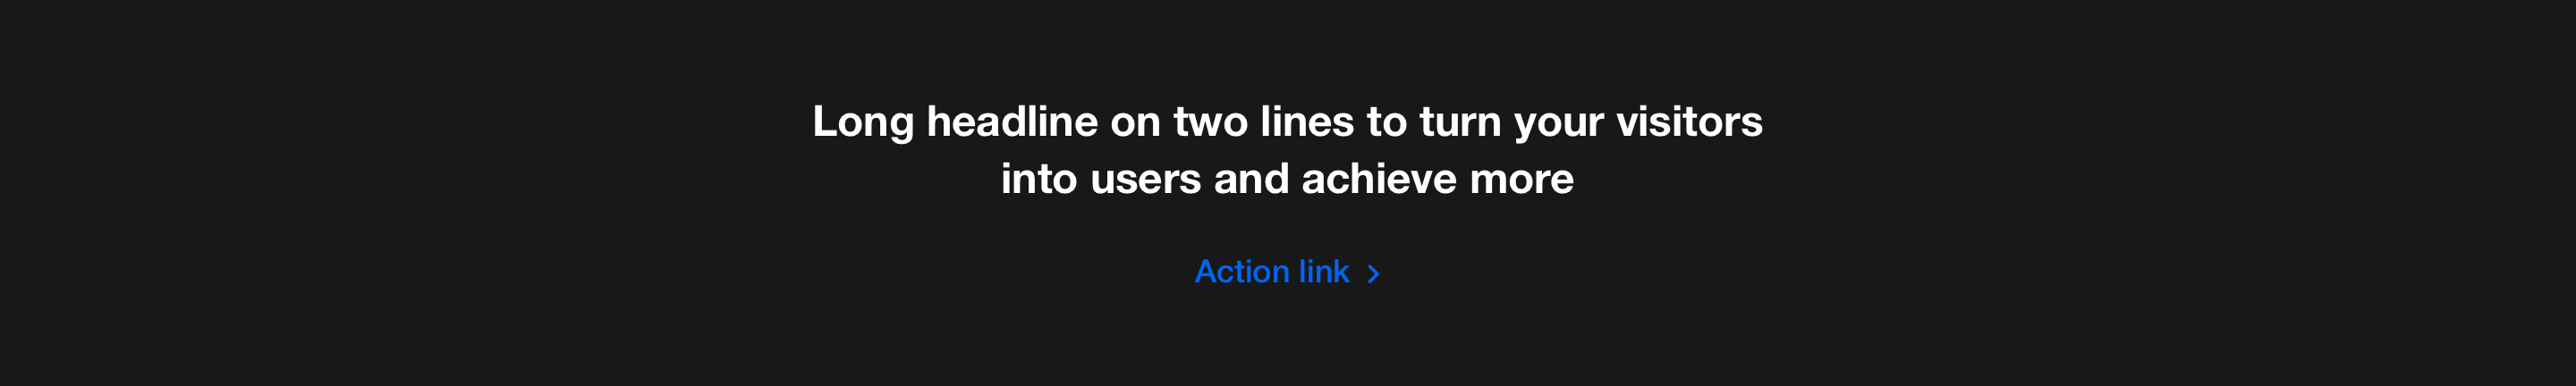 Long headline on two lines to turn your visitors
into users and achieve more
Action link